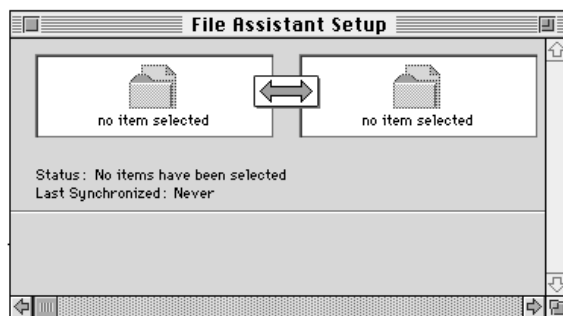 File Assistant Setup
no item selected
no item selected
Status: No items have been selected
Last Synchronized: Never